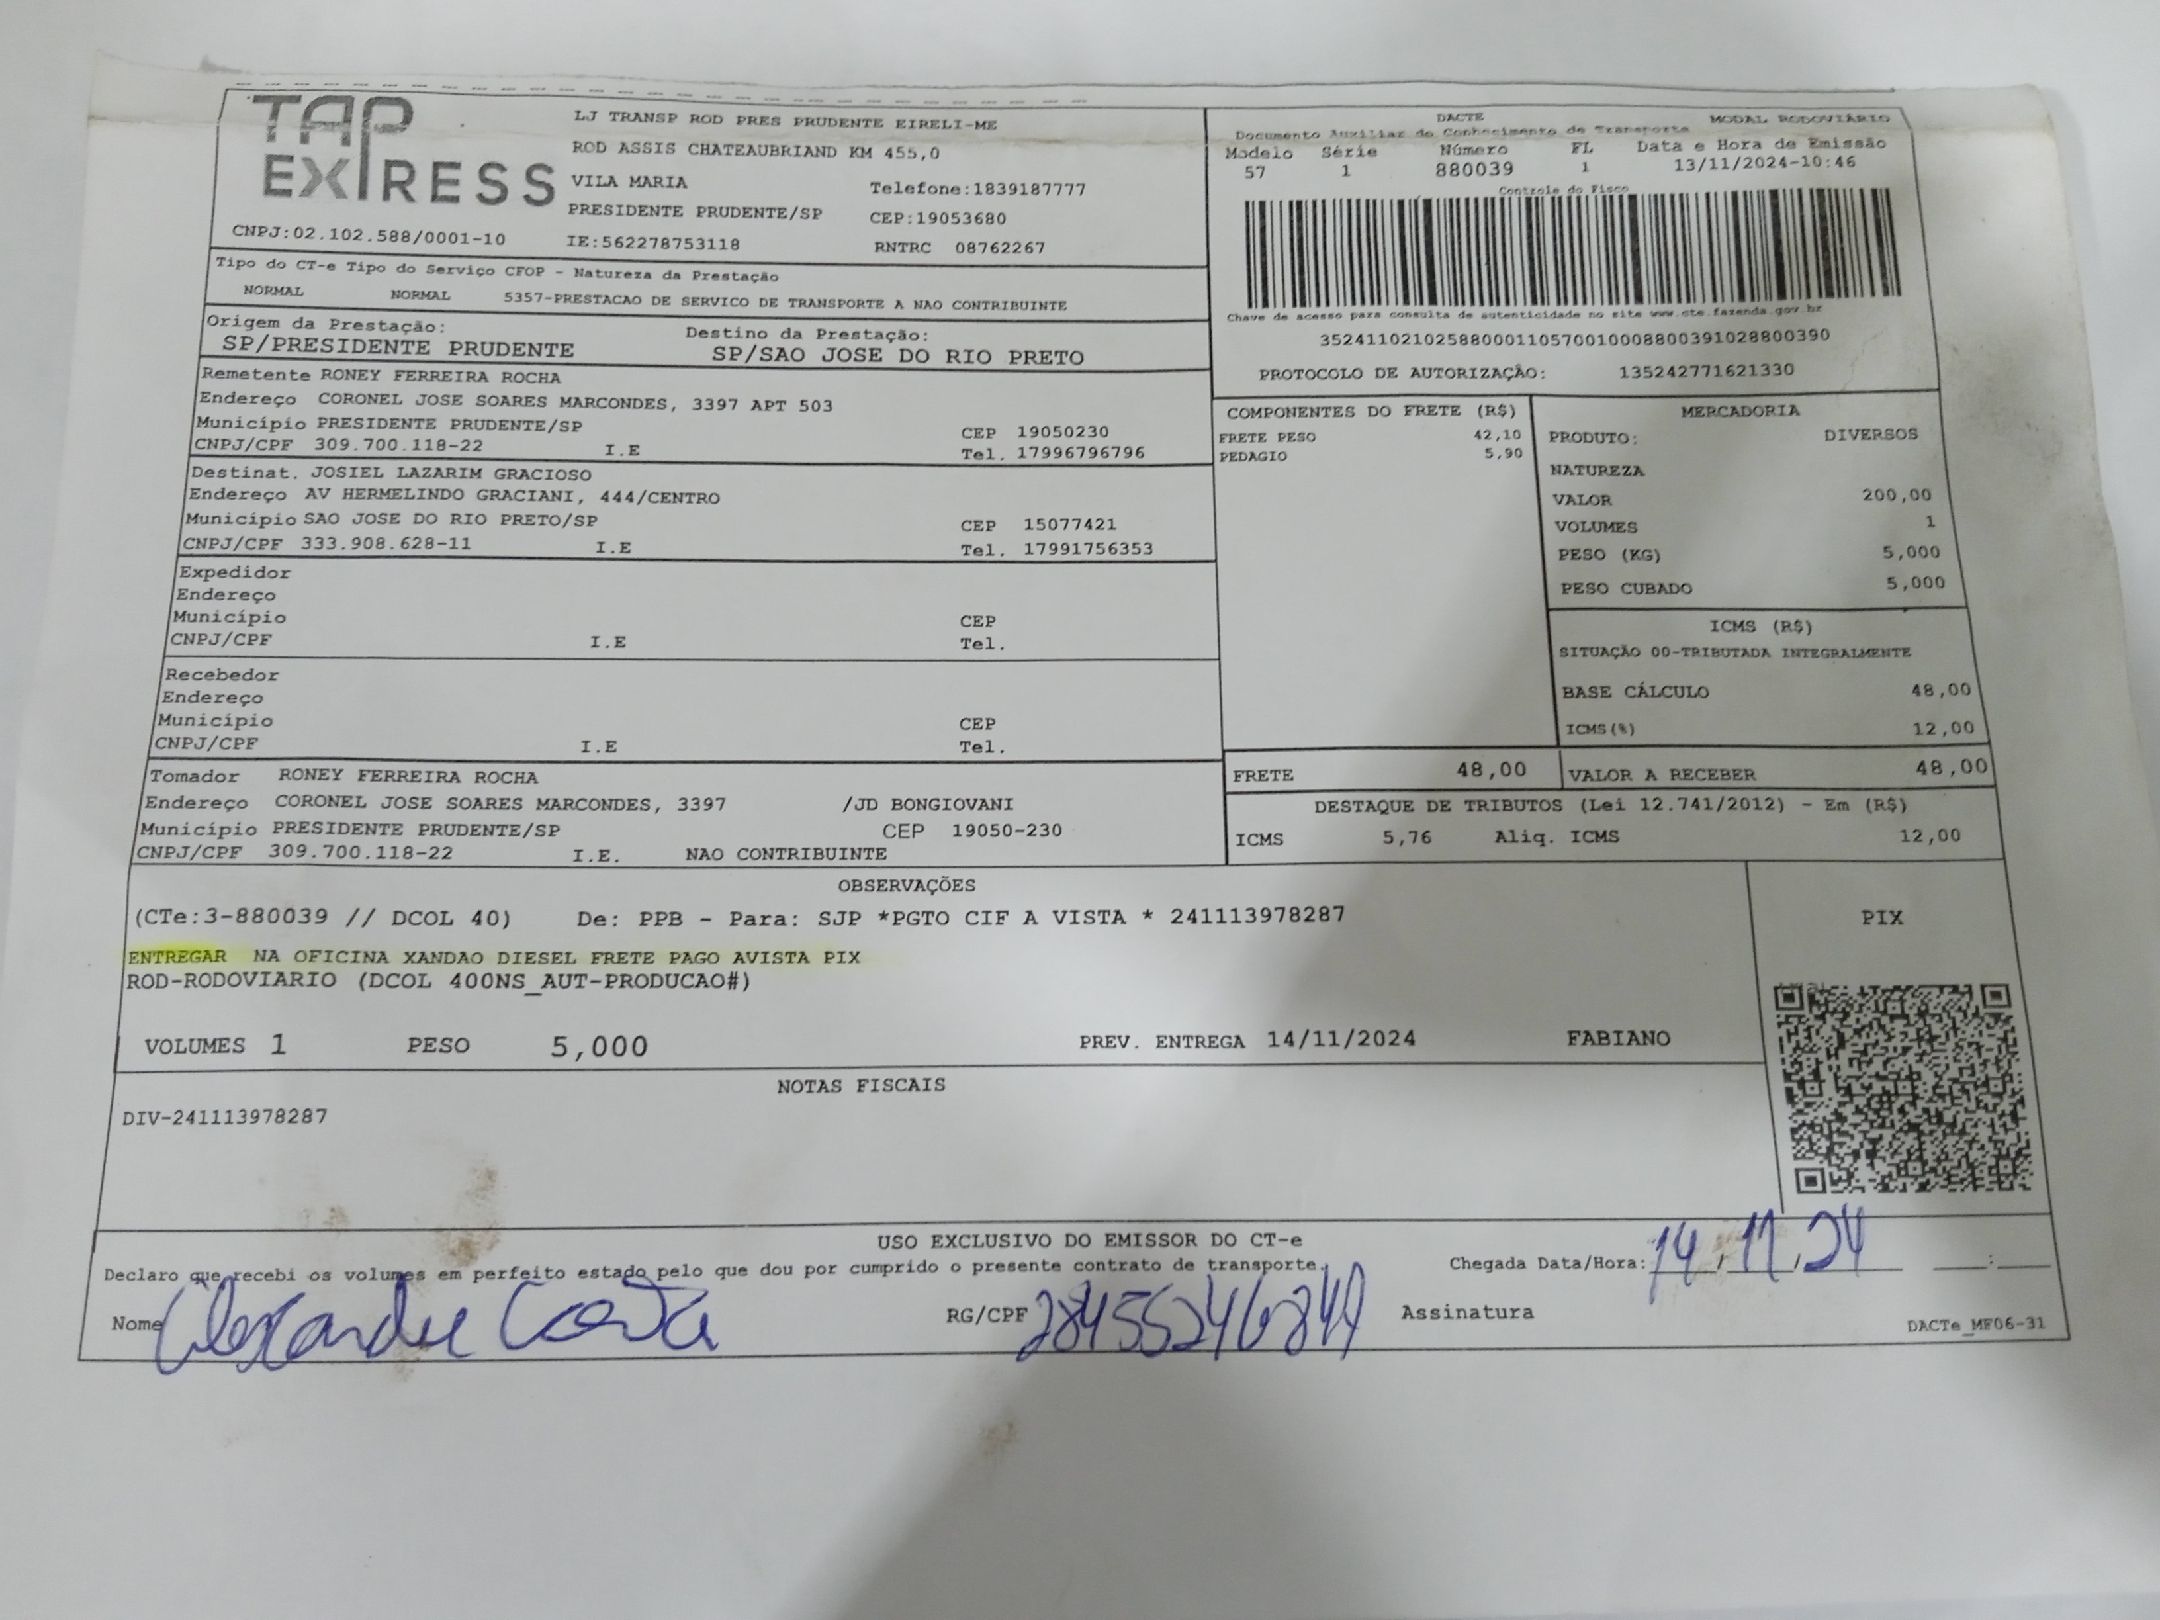 TAP EXPRESS
CNPJ:02.102.588/0001-10
LJ TRANSP ROD PRES PRUDENTE EIRELI-ME
ROD ASSIS CHATEAUBRIAND KM 455,0
VILA MARIA Telefone:1839187777
PRESIDENTE PRUDENTE/SP CEP:19053680
IE:562278753118 RNTRC 08762267
DACTE MODAL RODOVIÁRIO
Documento Auxiliar do Conhecimento de Transporte
Modelo Série Número FL Data e Hora de Emissão
57 1 880039 1 13/11/2024-10:46
Controle do Fisco
Chave de acesso para consulta de autenticidade no site www.cte.fazenda.gov.br
35241102102588000110570010008800391028800390
PROTOCOLO DE AUTORIZAÇÃO: 135242771621330
Tipo do CT-e Tipo do Serviço CFOP - Natureza da Prestação
NORMAL NORMAL 5357-PRESTACAO DE SERVICO DE TRANSPORTE A NAO CONTRIBUINTE
Origem da Prestação: Destino da Prestação:
SP/PRESIDENTE PRUDENTE SP/SAO JOSE DO RIO PRETO
Remetente RONEY FERREIRA ROCHA
Endereço CORONEL JOSE SOARES MARCONDES, 3397 APT 503
Município PRESIDENTE PRUDENTE/SP CEP 19050230
CNPJ/CPF 309.700.118-22 I.E Tel. 17996796796
Destinat. JOSIEL LAZARIM GRACIOSO
Endereço AV HERMELINDO GRACIANI, 444/CENTRO
Município SAO JOSE DO RIO PRETO/SP CEP 15077421
CNPJ/CPF 333.908.628-11 I.E Tel. 17991756353
Expedidor
Endereço
Município CEP
CNPJ/CPF I.E Tel.
Recebedor
Endereço
Município CEP
CNPJ/CPF I.E Tel.
Tomador RONEY FERREIRA ROCHA
Endereço CORONEL JOSE SOARES MARCONDES, 3397 /JD BONGIOVANI
Município PRESIDENTE PRUDENTE/SP CEP 19050-230
CNPJ/CPF 309.700.118-22 I.E. NAO CONTRIBUINTE
COMPONENTES DO FRETE (R$)
FRETE PESO 42,10
PEDAGIO 5,90
MERCADORIA
PRODUTO: DIVERSOS
NATUREZA
VALOR 200,00
VOLUMES 1
PESO (KG) 5,000
PESO CUBADO 5,000
ICMS (R$)
SITUAÇÃO 00-TRIBUTADA INTEGRALMENTE
BASE CÁLCULO 48,00
ICMS(%) 12,00
FRETE 48,00 VALOR A RECEBER 48,00
DESTAQUE DE TRIBUTOS (Lei 12.741/2012) - Em (R$)
ICMS 5,76 Aliq. ICMS 12,00
OBSERVAÇÕES
(CTe:3-880039 // DCOL 40) De: PPB - Para: SJP *PGTO CIF A VISTA * 241113978287
ENTREGAR NA OFICINA XANDAO DIESEL FRETE PAGO AVISTA PIX
ROD-RODOVIARIO (DCOL 400NS_AUT-PRODUCAO#)
VOLUMES 1 PESO 5,000 PREV. ENTREGA 14/11/2024 FABIANO
PIX
NOTAS FISCAIS
DIV-241113978287
USO EXCLUSIVO DO EMISSOR DO CT-e
Declaro que recebi os volumes em perfeito estado pelo que dou por cumprido o presente contrato de transporte.
Chegada Data/Hora: 14/11/24 :
Nome Alexandre Costa RG/CPF Assinatura
DACTe_MF06-31